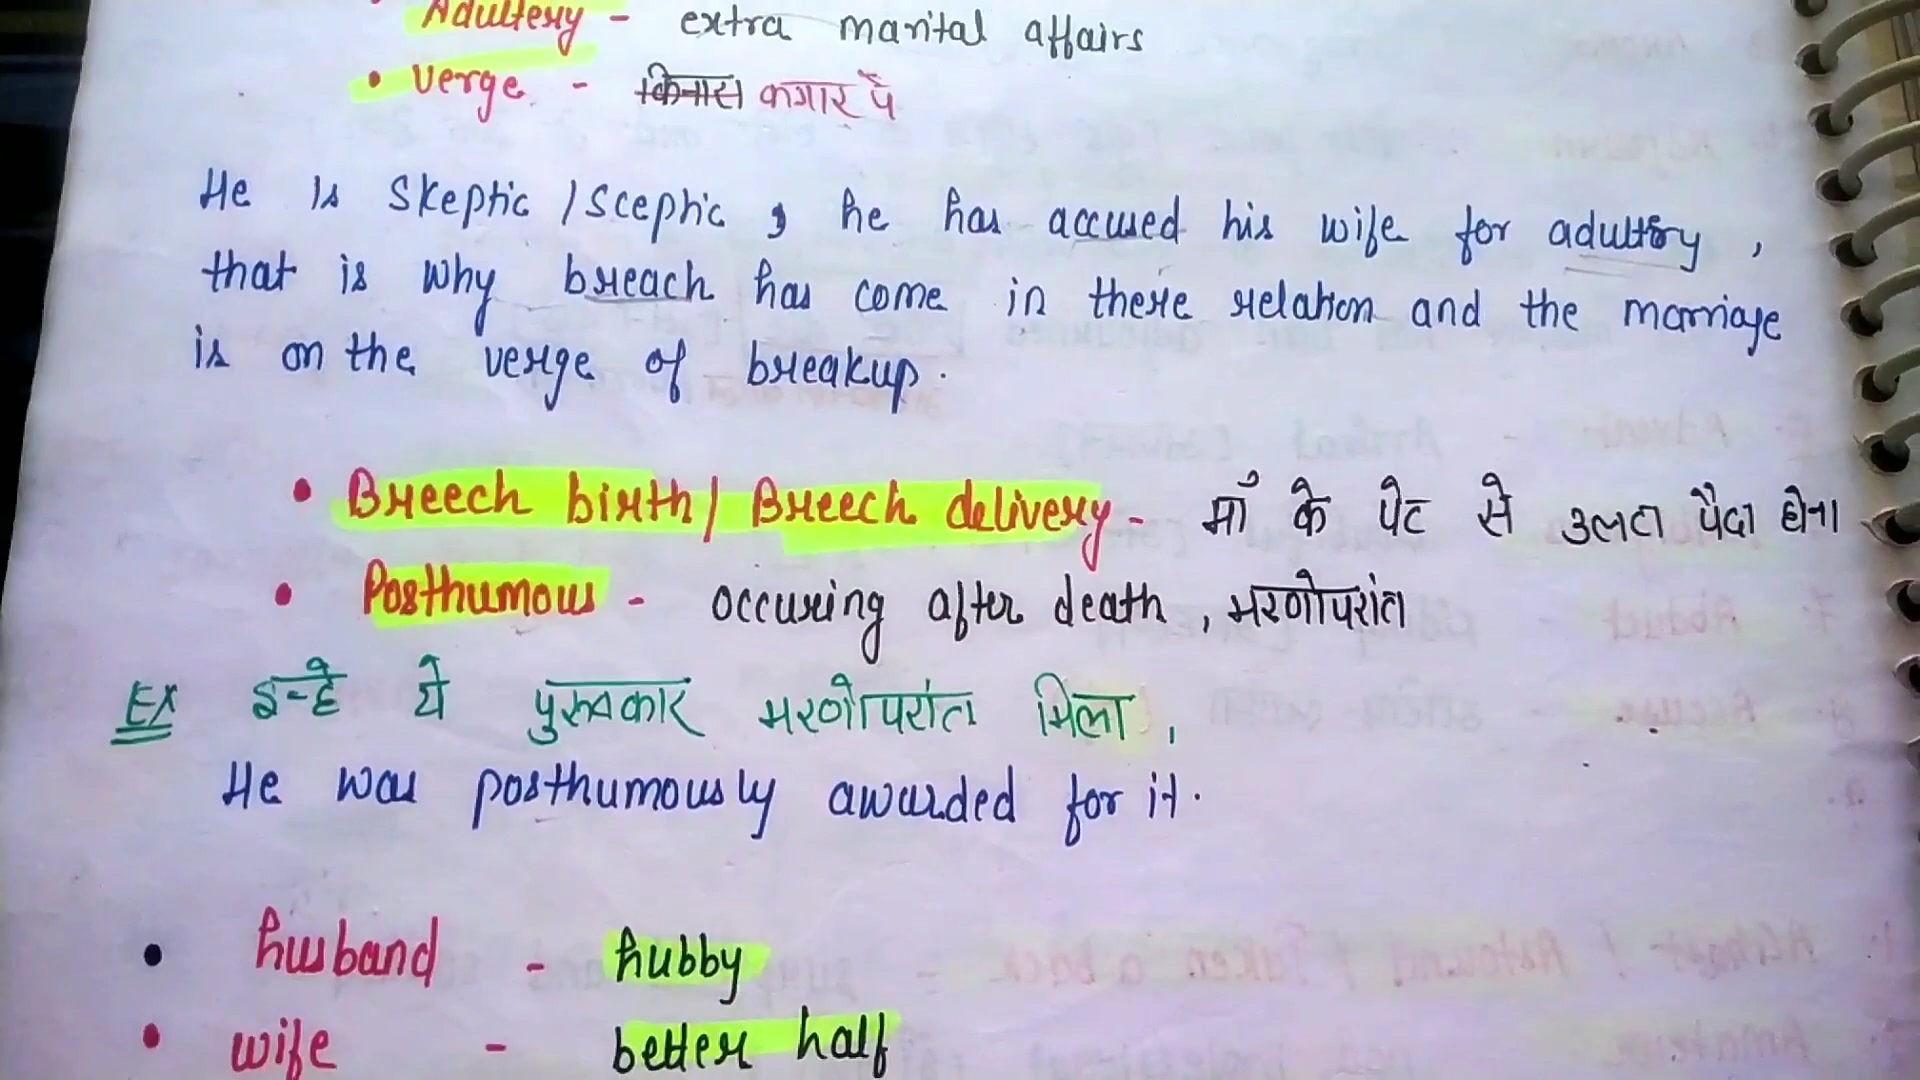 • Adultery - extra marital affairs
• Verge - किनारा कगार पे
He is Skeptic / Sceptic, he has accused his wife for adultery,
that is why breach has come in there relation and the marriage
is on the verge of breakup.
• Breech birth / Breech delivery - माँ के पेट से उलटा पैदा होना
• Posthumous - occuring after death, मरणोपरांत
Ex इन्हे ये पुरुस्कार मरणोपरांत मिला,
He was posthumously awarded for it.
• husband - hubby
• wife - better half